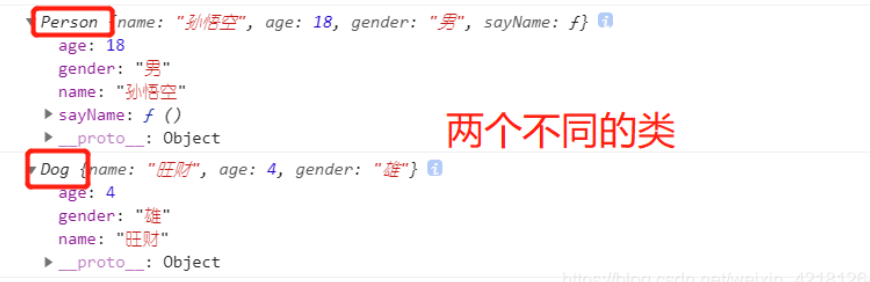 Person {name: "孙悟空", age: 18, gender: "男", sayName: ƒ} i
age: 18
gender: "男"
name: "孙悟空"
sayName: ƒ ()
__proto__: Object
两个不同的类
Dog {name: "旺财", age: 4, gender: "雄"} i
age: 4
gender: "雄"
name: "旺财"
__proto__: Object
https://blog.csdn.net/weixin_4218126